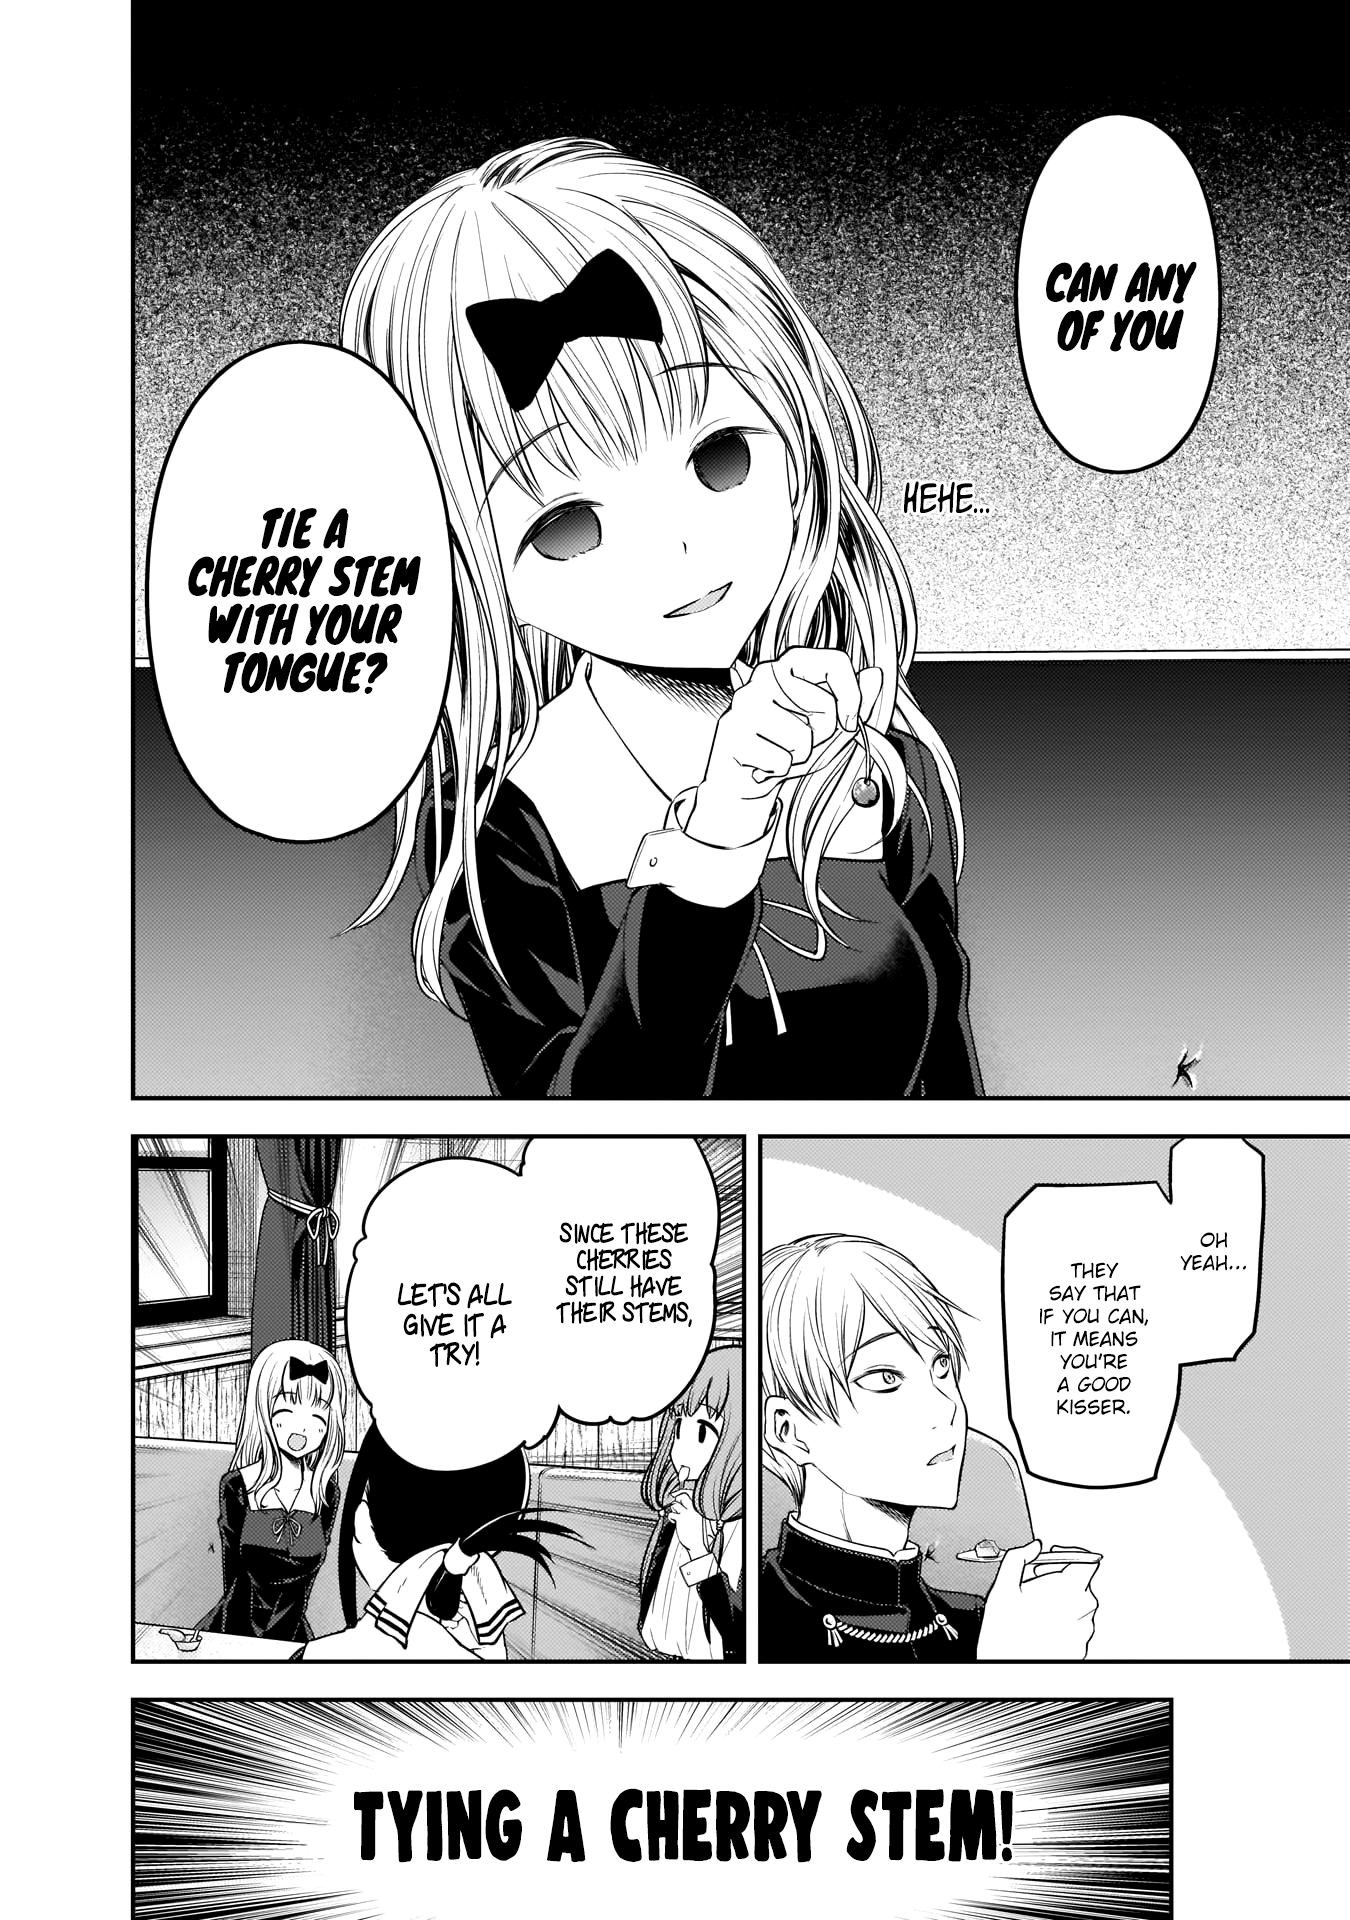 CAN ANY
OF YOU
HEHE...
TIE A
CHERRY STEM
WITH YOUR
TONGUE?
OH
YEAH...
THEY
SAY THAT
IF YOU CAN,
IT MEANS
YOU'RE
A GOOD
KISSER.
SINCE THESE
CHERRIES
STILL HAVE
THEIR STEMS,
LET'S ALL
GIVE IT A
TRY!
TYING A CHERRY STEM!